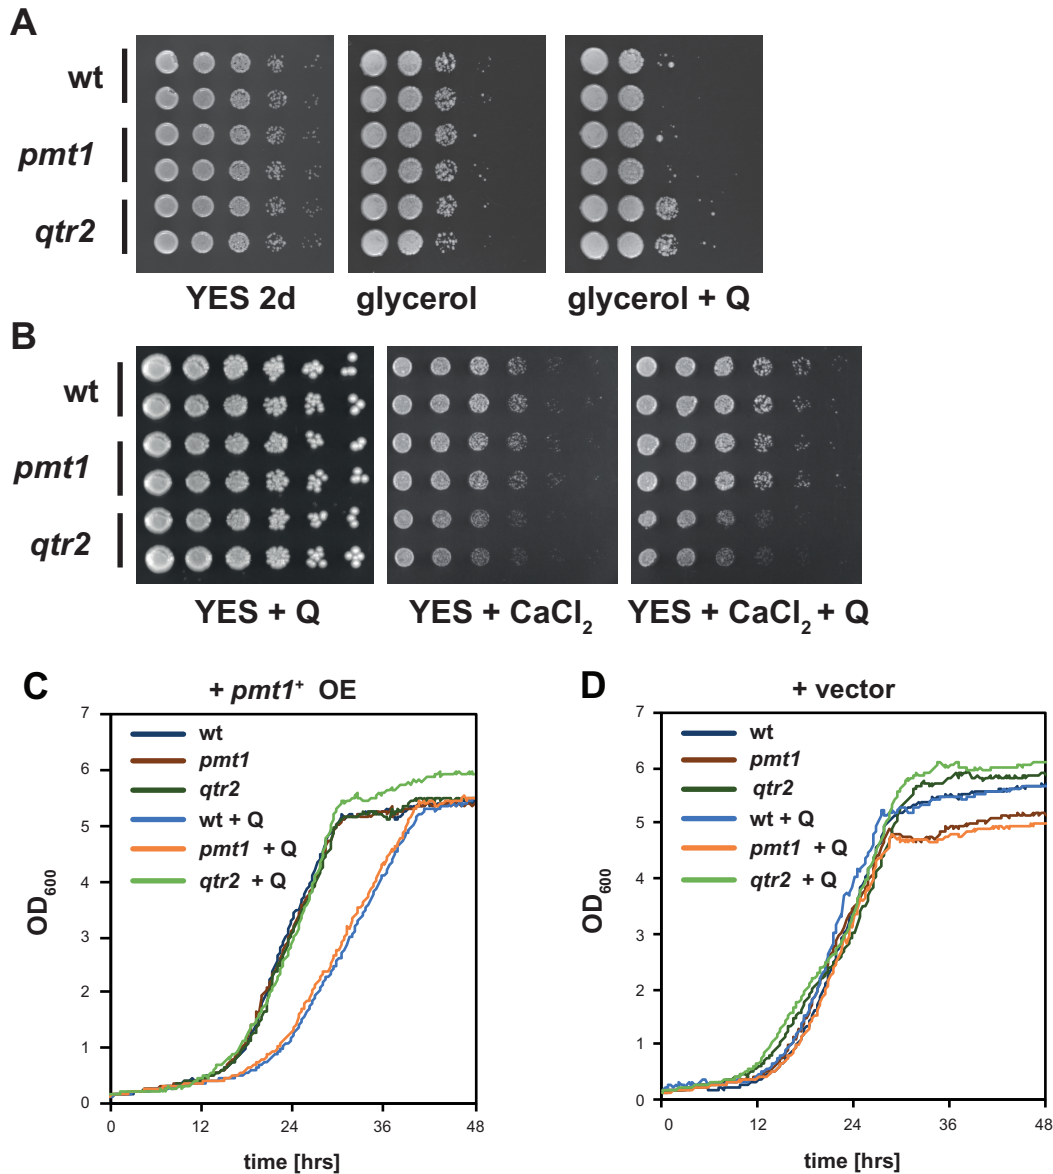 A
wt
pmt1
qtr2
YES 2d
glycerol
glycerol + Q
B
wt
pmt1
qtr2
YES + Q
YES + CaCl₂
YES + CaCl₂ + Q
C
+ pmt1⁺ OE
7
6
5
4
3
2
1
0
OD₆₀₀
wt
pmt1
qtr2
wt + Q
pmt1 + Q
qtr2 + Q
0 12 24 36 48
time [hrs]
D
+ vector
7
6
5
4
3
2
1
0
OD₆₀₀
wt
pmt1
qtr2
wt + Q
pmt1 + Q
qtr2 + Q
0 12 24 36 48
time [hrs]